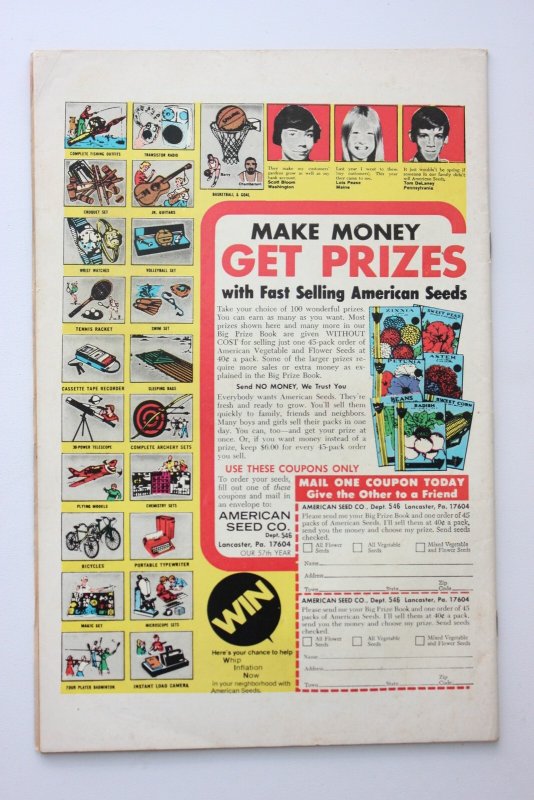 COMPLETE FISHING OUTFITS
TRANSISTOR RADIO
CROQUET SET
JR. GUITARS
WRIST WATCHES
VOLLEYBALL SET
TENNIS RACKET
SWIM SET
CASSETTE TAPE RECORDER
SLEEPING BAGS
30-POWER TELESCOPE
COMPLETE ARCHERY SETS
FLYING MODELS
CHEMISTRY SETS
BICYCLES
PORTABLE TYPEWRITER
MAGIC SET
MICROSCOPE SETS
FOUR PLAYER BADMINTON
INSTANT LOAD CAMERA
Barry
Chamberlain
BASKETBALL & GOAL
They make my customers'
gardens grow as well as my
bank account.
Scott Bloom
Washington
Last year I went to them
This year
they came to me.
Lois Pease
Maine
It just wouldn't be spring if
someone in our family didn't
sell American Seeds.
Tom DeLaney
Pennsylvania
MAKE MONEY
GET PRIZES
with Fast Selling American Seeds
Take your choice of 100 wonderful prizes.
You can earn as many as you want. Most
prizes shown here and many more in our
Big Prize Book are given WITHOUT
COST for selling just one 45-pack order of
American Vegetable and Flower Seeds at
40¢ a pack. Some of the larger prizes re-
quire more sales or extra money as ex-
plained in the Big Prize Book.
Send NO MONEY, We Trust You
Everybody wants American Seeds. They're
fresh and ready to grow. You'll sell them
quickly to family, friends and neighbors.
Many boys and girls sell their packs in one
day. You can, too—and get your prize at
once. Or, if you want money instead of a
prize, keep $6.00 for every 45-pack order
you sell.
ZINNIA
SWEET PEAS
PETUNIA
ASTER
BEANS
RADISH
SWEET CORN
USE THESE COUPONS ONLY
To order your seeds,
fill out one of these
coupons and mail in
an envelope to:
AMERICAN
SEED CO.
Dept. 546
Lancaster, Pa. 17604
OUR 57th YEAR
MAIL ONE COUPON TODAY
Give the Other to a Friend
AMERICAN SEED CO., Dept. 546 Lancaster, Pa. 17604
Please send me your Big Prize Book and one order of 45
packs of American Seeds. I'll sell them at 40¢ a pack,
send you the money and choose my prize. Send seeds
checked.
All Flower Seeds
All Vegetable Seeds
Mixed Vegetable and Flower Seeds
Name
Address
Town State Zip Code
AMERICAN SEED CO., Dept. 546 Lancaster, Pa. 17604
Please send me your Big Prize Book and one order of 45
packs of American Seeds. I'll sell them at 40¢ a pack,
send you the money and choose my prize. Send seeds
checked.
All Flower Seeds
All Vegetable Seeds
Mixed Vegetable and Flower Seeds
Name
Address
Town State Zip Code
WIN
Here's your chance to help
Whip
Inflation
Now
in your neighborhood with
American Seeds.